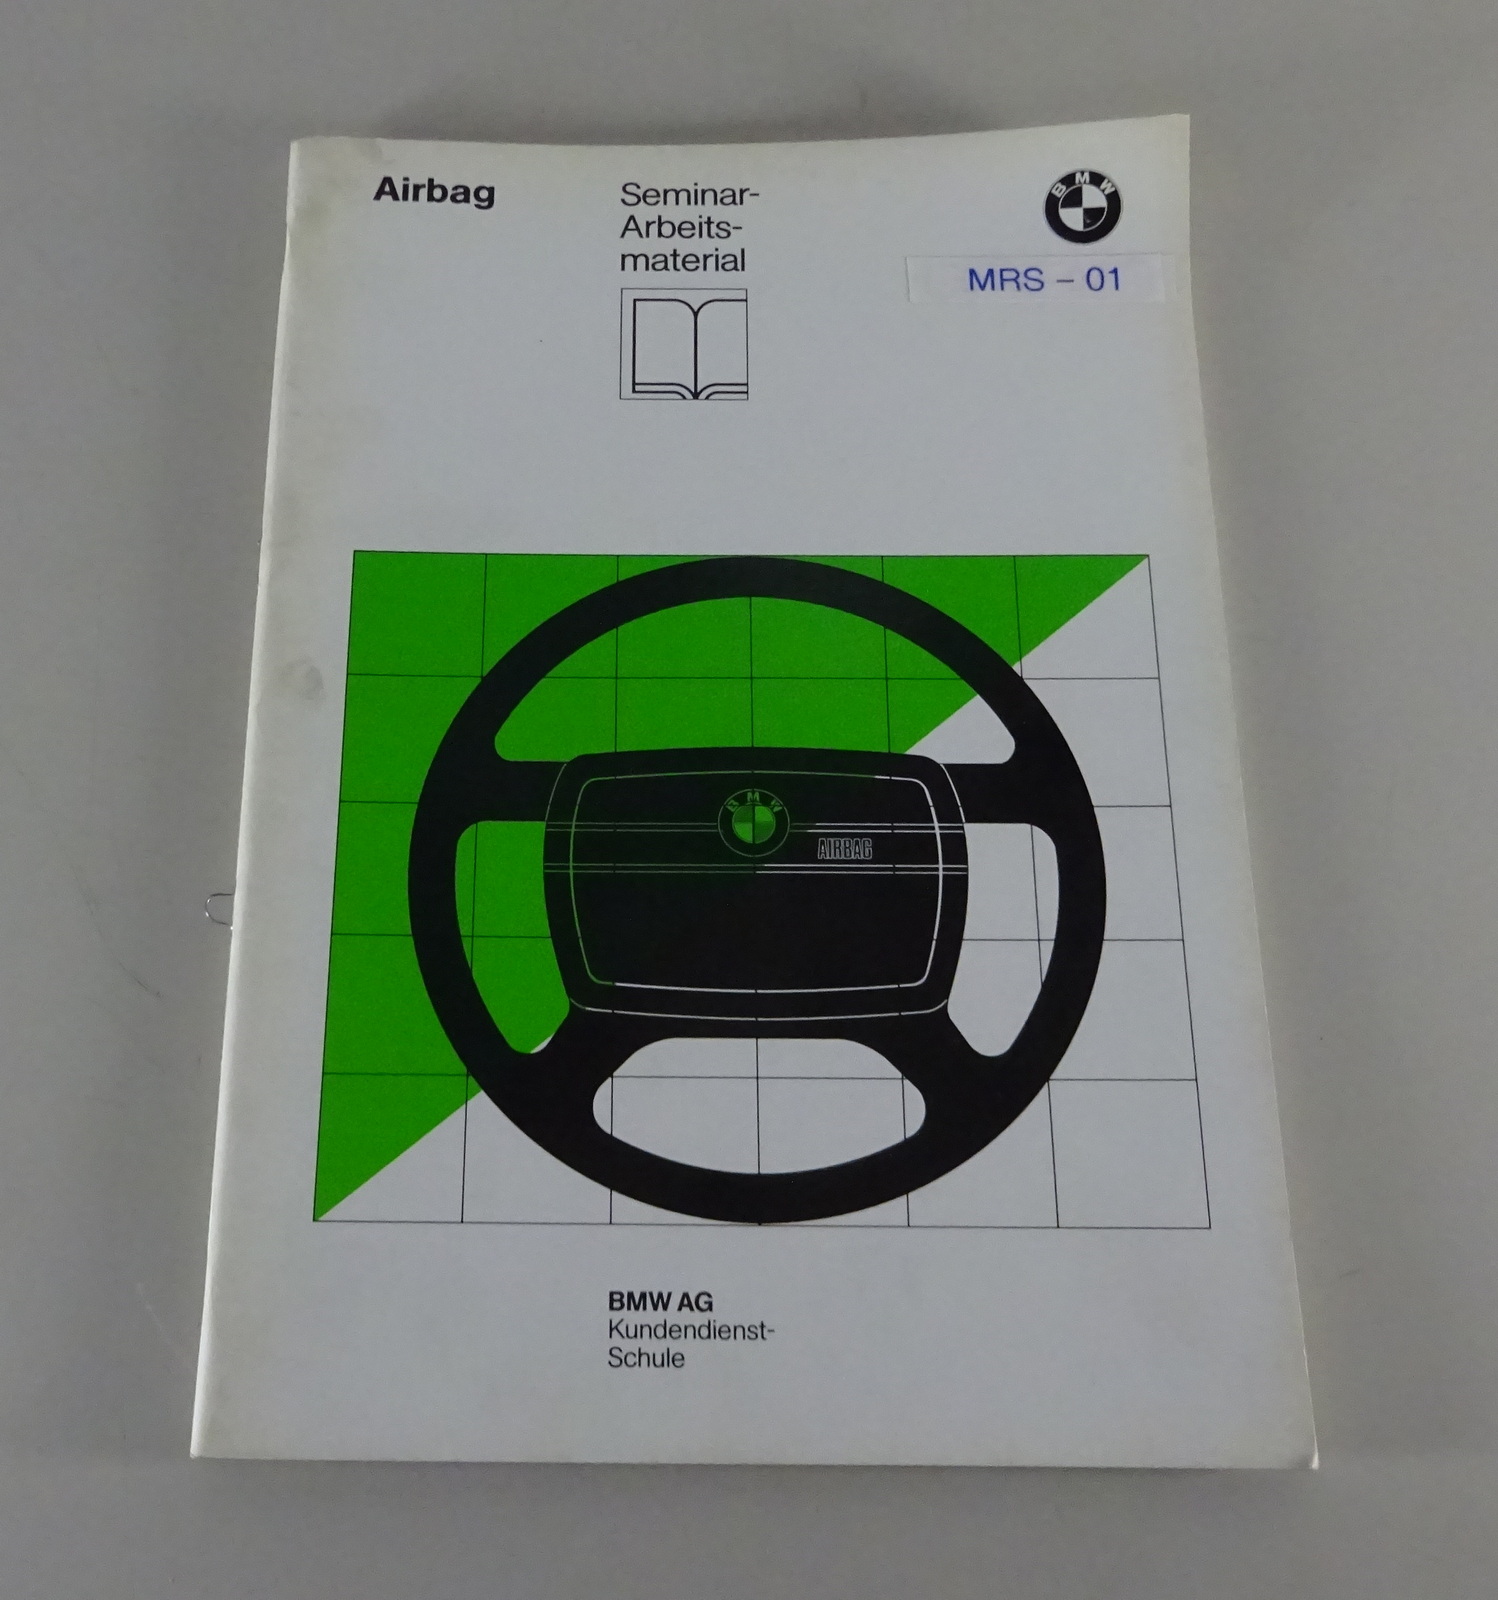 Airbag
Seminar-
Arbeits-
material
BMW
MRS - 01
BMW
AIRBAG
BMW AG
Kundendienst-
Schule